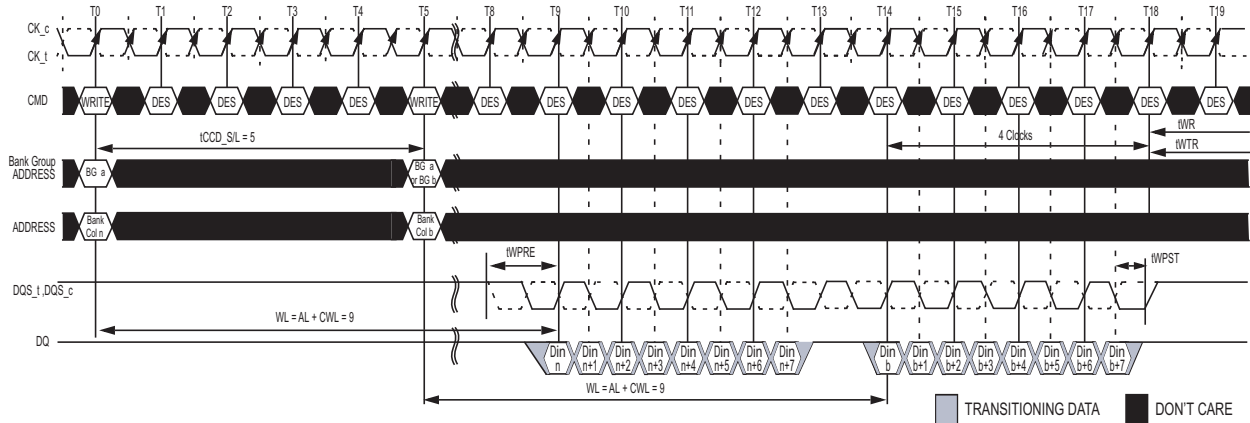 T0 T1 T2 T3 T4 T5 T8 T9 T10 T11 T12 T13 T14 T15 T16 T17 T18 T19
CK_c
CK_t
CMD WRITE DES DES DES DES WRITE DES DES DES DES DES DES DES DES DES DES DES DES
tCCD_S/L = 5
4 Clocks
tWR
tWTR
Bank Group
ADDRESS
BG a
BG a
or BG b
ADDRESS
Bank
Col n
Bank
Col b
tWPRE
tWPST
DQS_t ,DQS_c
WL = AL + CWL = 9
DQ
Din
n
Din
n+1
Din
n+2
Din
n+3
Din
n+4
Din
n+5
Din
n+6
Din
n+7
Din
b
Din
b+1
Din
b+2
Din
b+3
Din
b+4
Din
b+5
Din
b+6
Din
b+7
WL = AL + CWL = 9
TRANSITIONING DATA
DON'T CARE